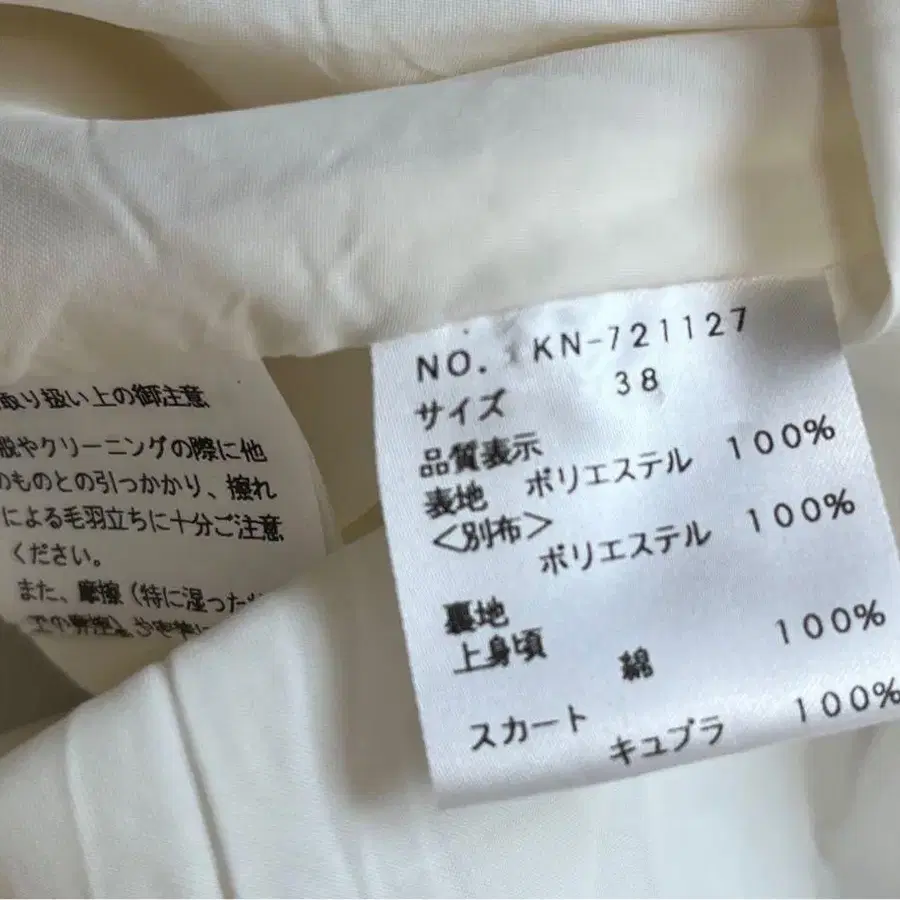 取り扱い上の御注意
脱やクリーニングの際に他
のものとの引つかかり、擦れ
による毛羽立ちに十分ご注意
ください。
また、摩擦(特に湿った
NO. KN-721127
サイズ 38
品質表示
表地 ポリエステル 100%
<別布>
ポリエステル 100%
裏地
上身頃
綿 100%
スカート
キュプラ 100%